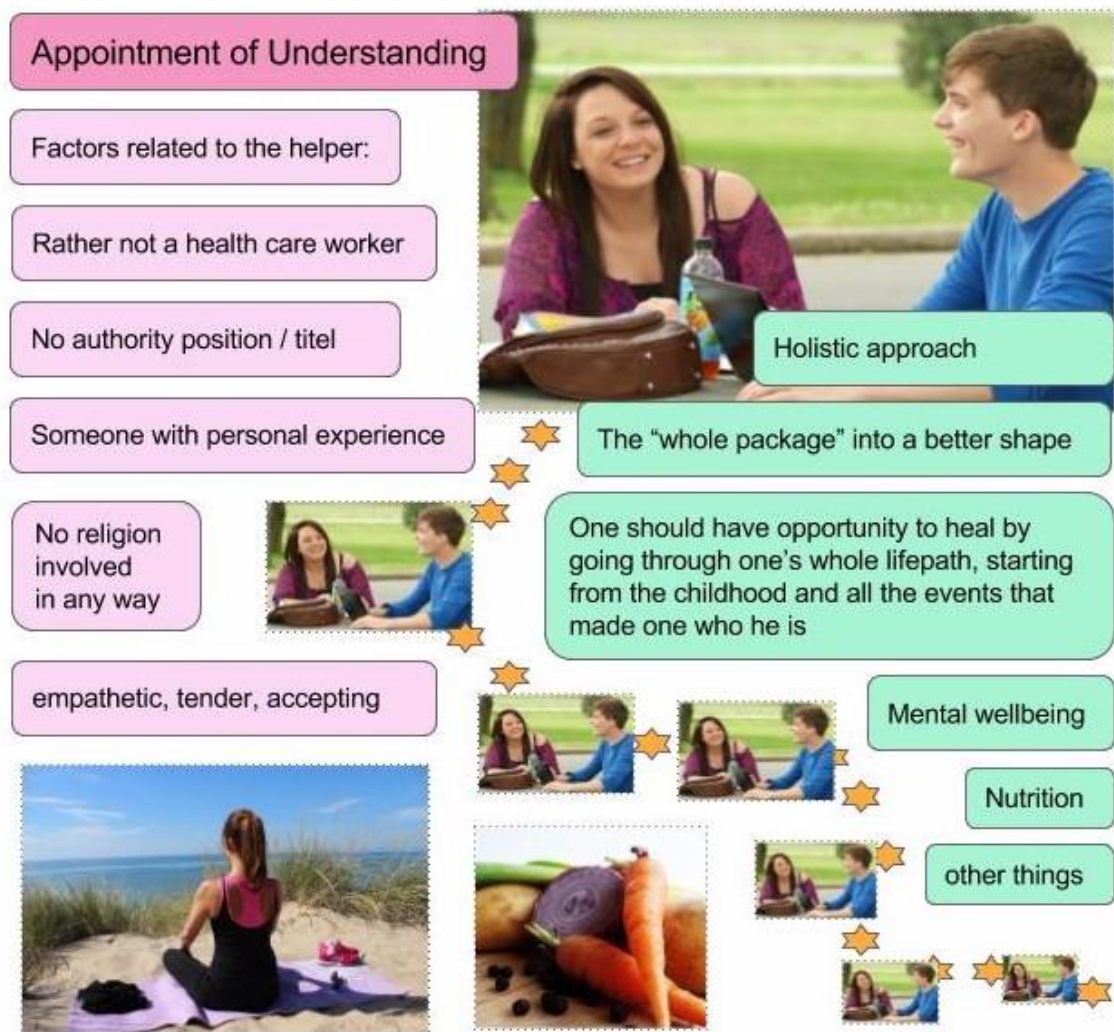 Appointment of Understanding
Factors related to the helper:
Rather not a health care worker
No authority position / titel
Someone with personal experience
No religion
involved
in any way
empathetic, tender, accepting
Holistic approach
The “whole package” into a better shape
One should have opportunity to heal by
going through one’s whole lifepath, starting
from the childhood and all the events that
made one who he is
Mental wellbeing
Nutrition
other things